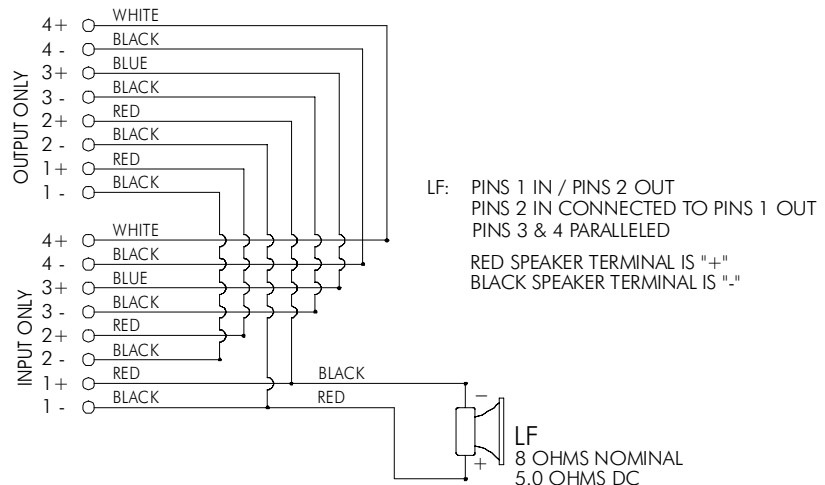 OUTPUT ONLY
4+ WHITE
4 - BLACK
3+ BLUE
3 - BLACK
2+ RED
2 - BLACK
1+ RED
1 - BLACK
INPUT ONLY
4+ WHITE
4 - BLACK
3+ BLUE
3 - BLACK
2+ RED
2 - BLACK
1+ RED BLACK
1 - BLACK RED
LF: PINS 1 IN / PINS 2 OUT
PINS 2 IN CONNECTED TO PINS 1 OUT
PINS 3 & 4 PARALLELED
RED SPEAKER TERMINAL IS "+"
BLACK SPEAKER TERMINAL IS "-"
−
+
LF
8 OHMS NOMINAL
5.0 OHMS DC